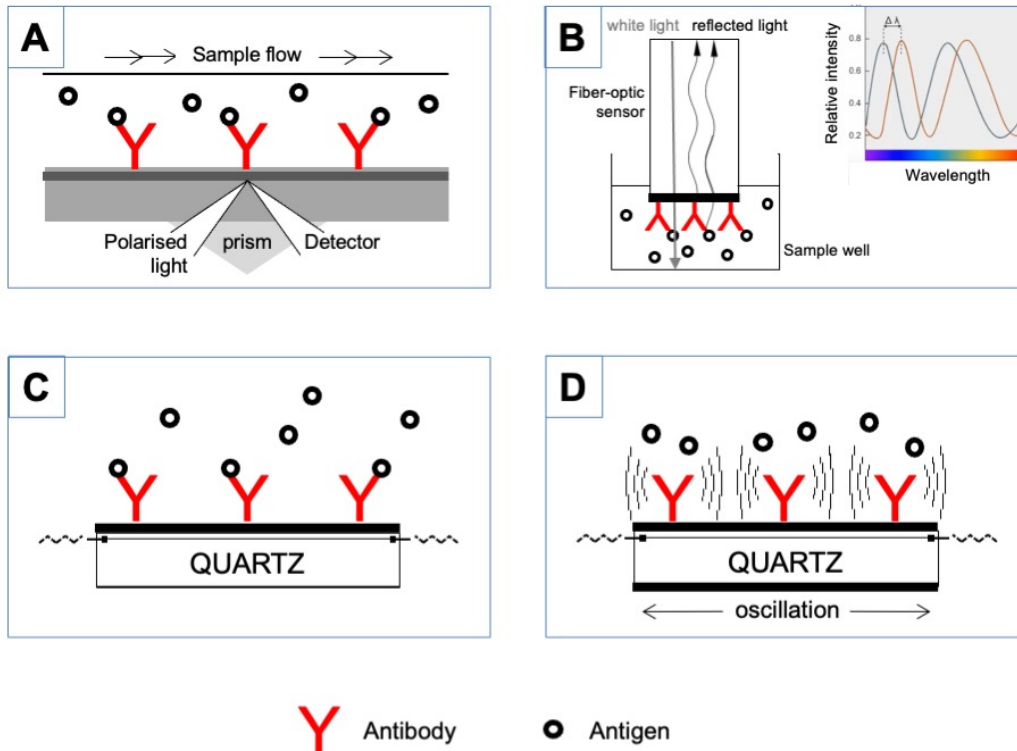 A
Sample flow
Polarised
light
prism
Detector
B
white light reflected light
Fiber-optic
sensor
Sample well
Relative intensity
Δ λ
0.8
0.6
0.4
0.2
Wavelength
C
QUARTZ
D
QUARTZ
oscillation
Antibody
Antigen